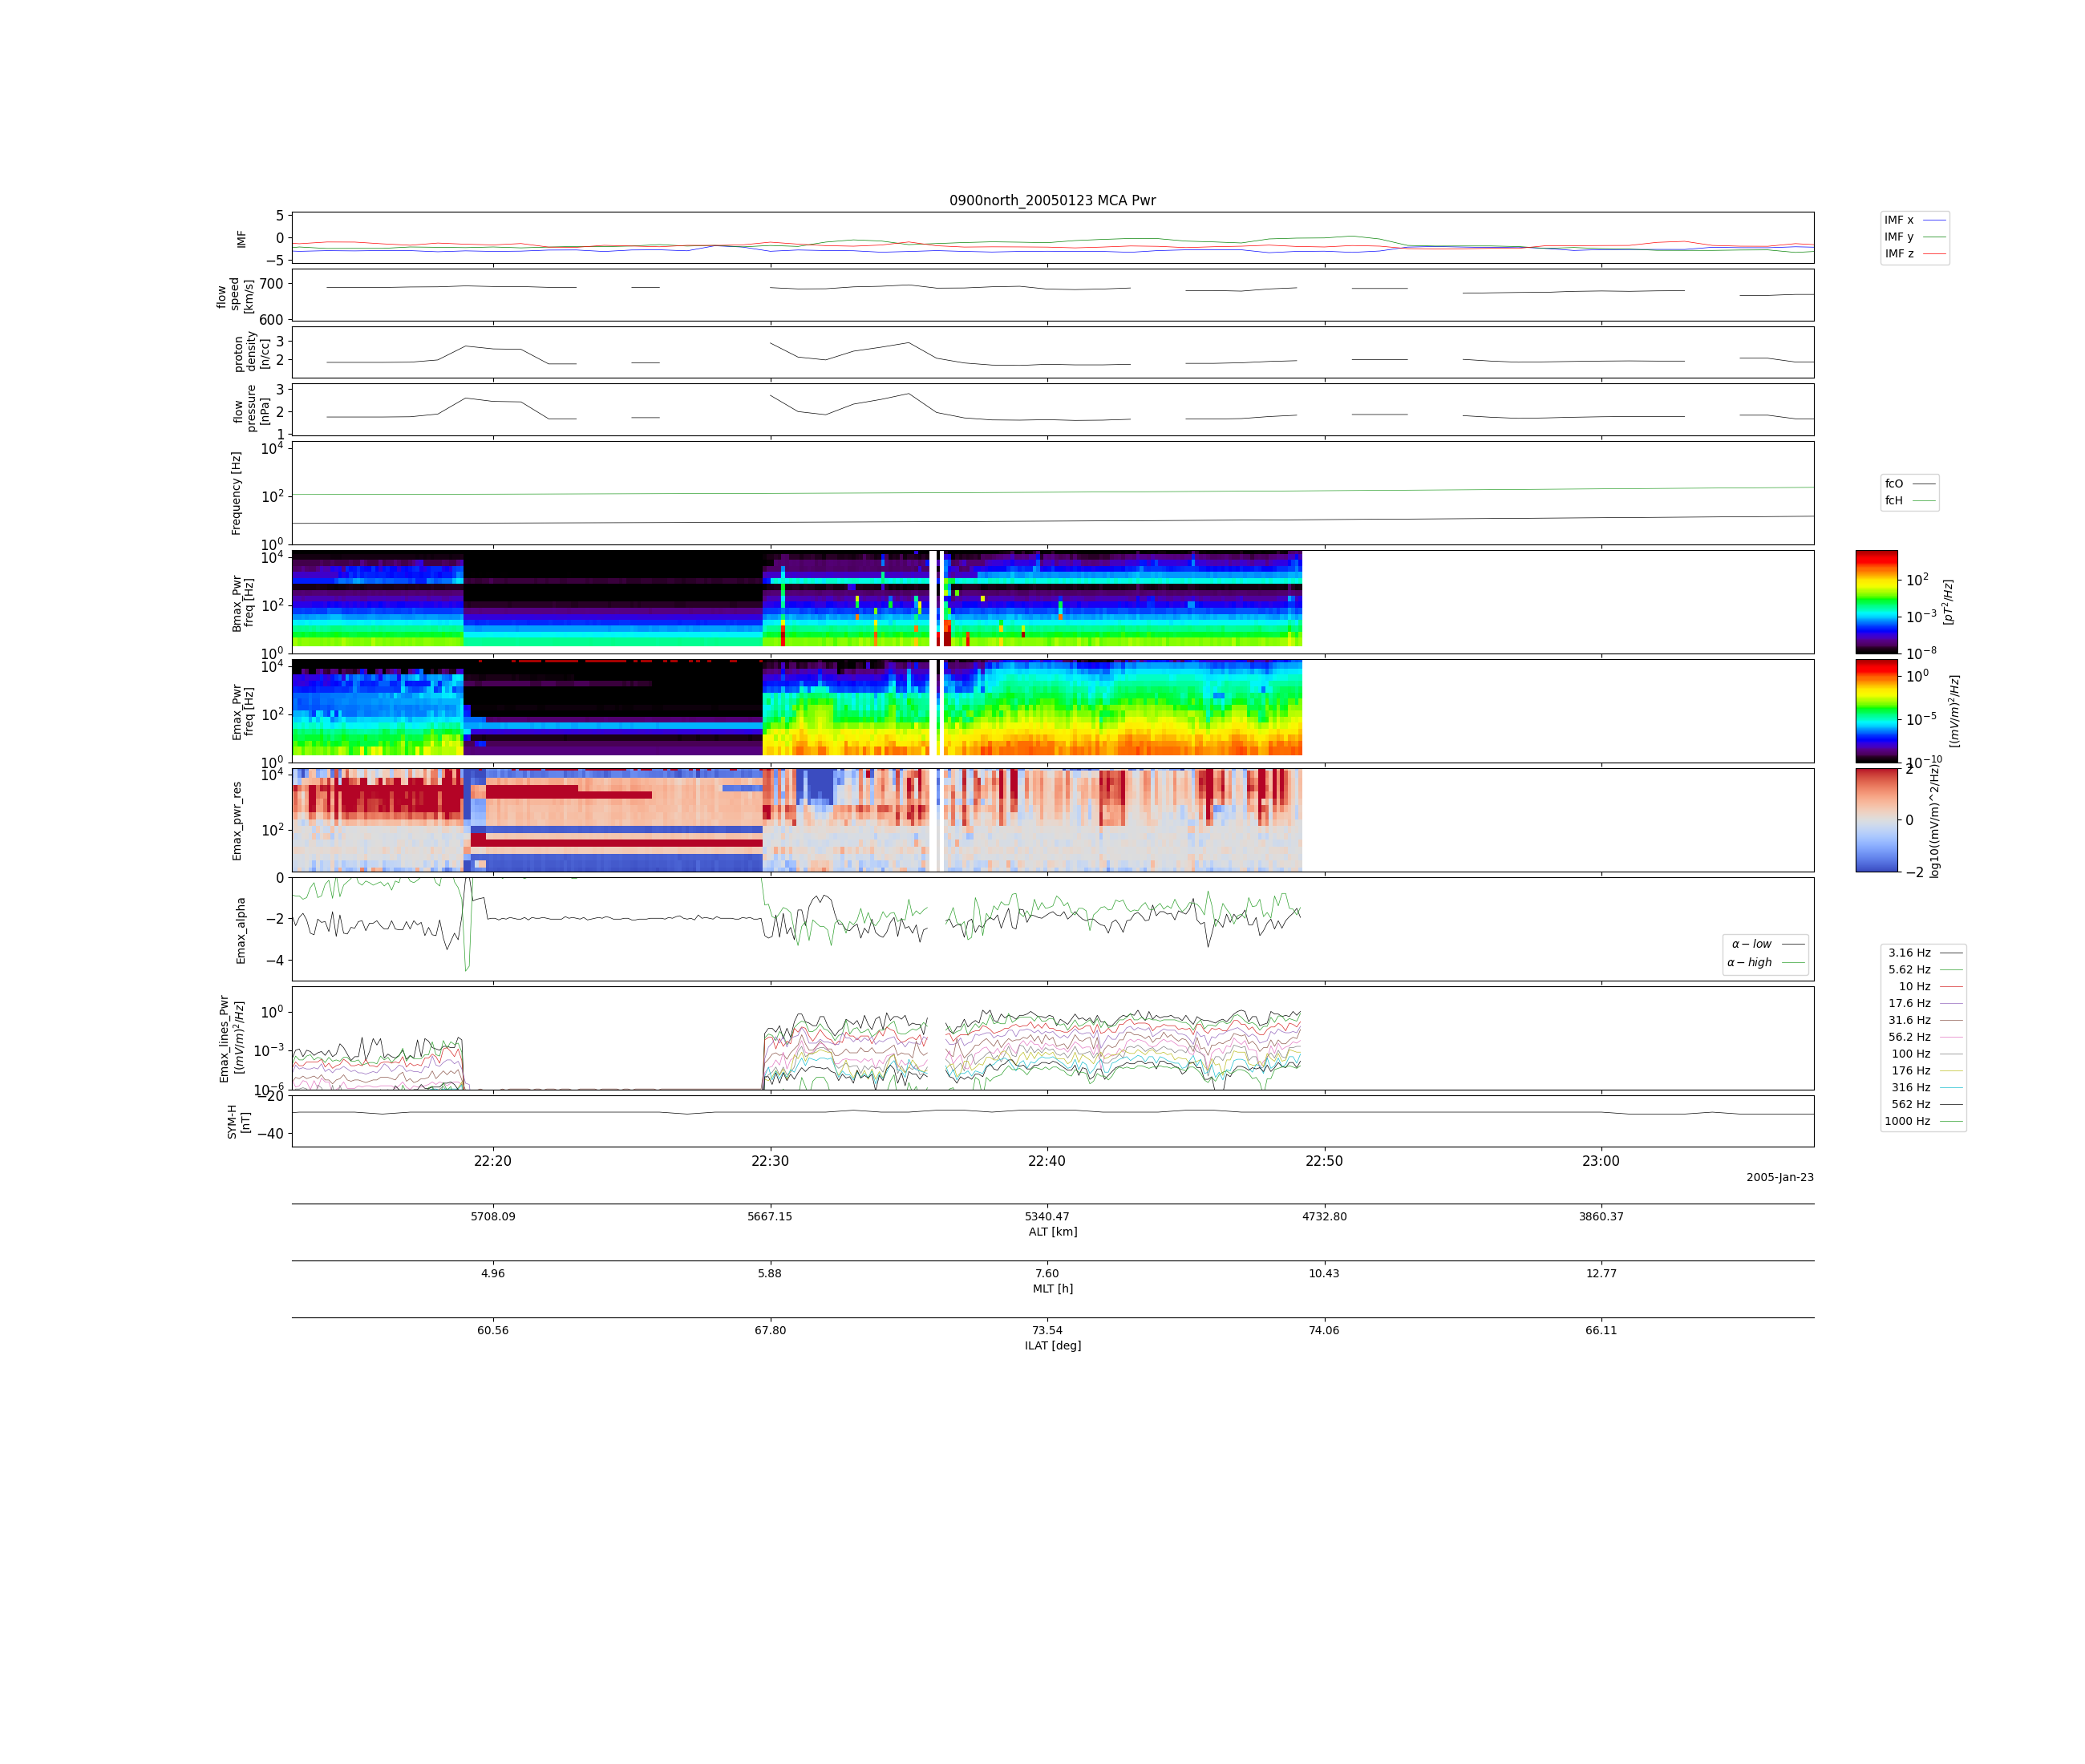 0900north_20050123 MCA Pwr
5
0
−5
IMF
IMF x
IMF y
IMF z
700
600
flow
speed
[km/s]
3
2
proton
density
[n/cc]
3
2
1
flow
pressure
[nPa]
10^4
10^2
10^0
Frequency [Hz]
fcO
fcH
10^4
10^2
10^0
Bmax_Pwr
freq [Hz]
10^2
10^−3
10^−8
[pT^2/Hz]
10^4
10^2
10^0
Emax_Pwr
freq [Hz]
10^0
10^−5
10^−10
[(mV/m)^2/Hz]
10^4
10^2
Emax_pwr_res
2
0
−2
log10((mV/m)^2/Hz)
0
−2
−4
Emax_alpha
α − low
α − high
10^0
10^−3
10^−6
Emax_lines_Pwr
[(mV/m)^2/Hz]
3.16 Hz
5.62 Hz
10 Hz
17.6 Hz
31.6 Hz
56.2 Hz
100 Hz
176 Hz
316 Hz
562 Hz
1000 Hz
−20
−40
SYM-H
[nT]
22:20 22:30 22:40 22:50 23:00
2005-Jan-23
5708.09 5667.15 5340.47 4732.80 3860.37
ALT [km]
4.96 5.88 7.60 10.43 12.77
MLT [h]
60.56 67.80 73.54 74.06 66.11
ILAT [deg]